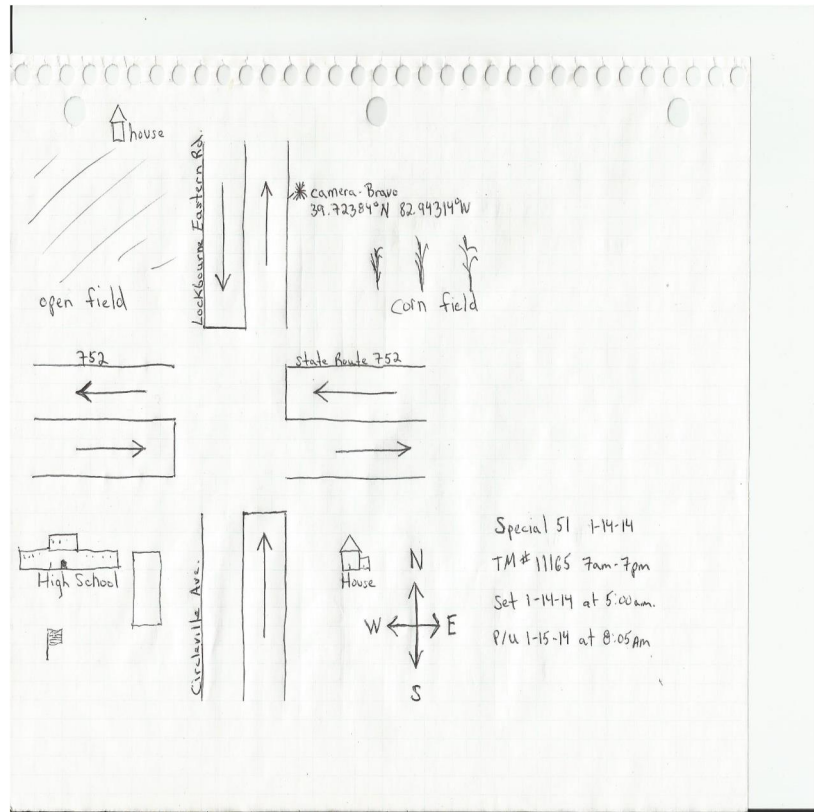 house
Lockbourne Eastern Rd.
camera-Bravo
39.72384°N 82.94314°W
open field
corn field
752
State Route 752
High School
Circleville Ave.
House
N
W E
S
Special 51 1-14-14
TM# 11165 7am-7pm
Set 1-14-14 at 5:00am.
P/U 1-15-14 at 8:05Am